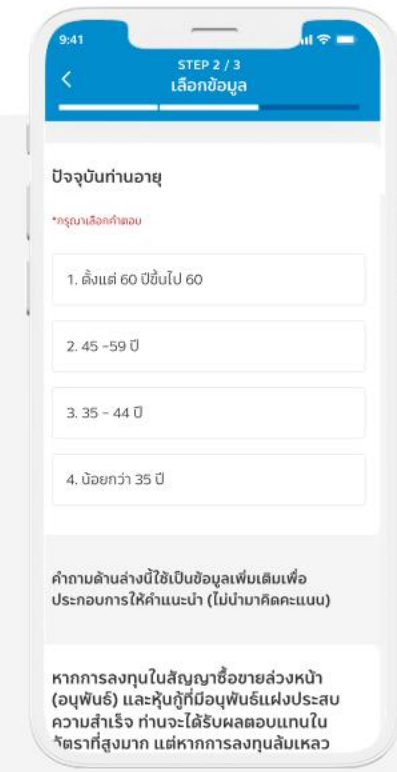 9:41
STEP 2 / 3
เลือกข้อมูล
ปัจจุบันท่านอายุ
*กรุณาเลือกคำตอบ
1. ตั้งแต่ 60 ปีขึ้นไป 60
2. 45 -59 ปี
3. 35 - 44 ปี
4. น้อยกว่า 35 ปี
คำถามด้านล่างนี้ใช้เป็นข้อมูลเพิ่มเติมเพื่อ
ประกอบการให้คำแนะนำ (ไม่นำมาคิดคะแนน)
หากการลงทุนในสัญญาซื้อขายล่วงหน้า
(อนุพันธ์) และหุ้นกู้ที่มีอนุพันธ์แฝงประสบ
ความสำเร็จ ท่านจะได้รับผลตอบแทนใน
อัตราที่สูงมาก แต่หากการลงทุนล้มเหลว